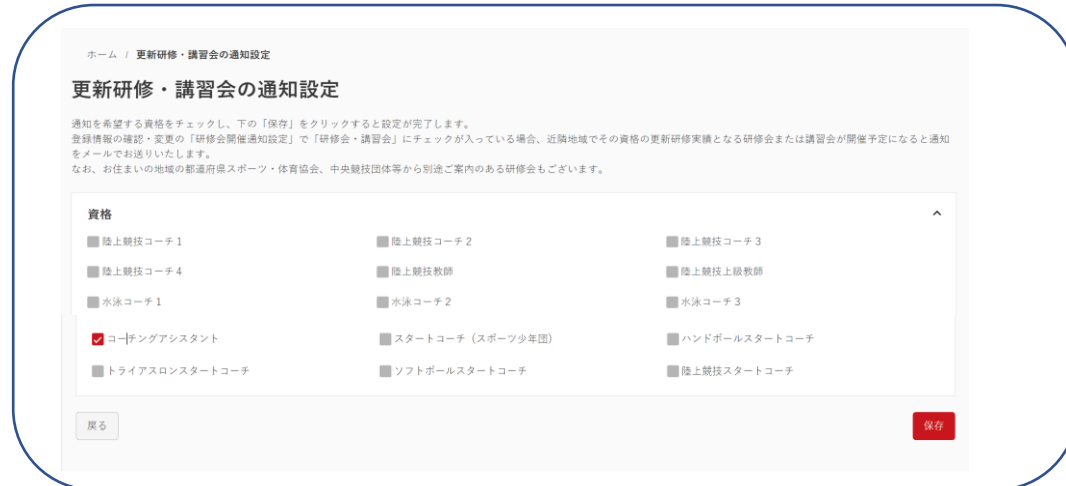 ホーム / 更新研修・講習会の通知設定
更新研修・講習会の通知設定
通知を希望する資格をチェックし、下の「保存」をクリックすると設定が完了します。
登録情報の確認・変更の「研修会開催通知設定」で「研修会・講習会」にチェックが入っている場合、近隣地域でその資格の更新研修実績となる研修会または講習会が開催予定になると通知
をメールでお送りいたします。
なお、お住まいの地域の都道府県スポーツ・体育協会、中央競技団体等から別途ご案内のある研修会もございます。
資格
陸上競技コーチ1 陸上競技コーチ2 陸上競技コーチ3
陸上競技コーチ4 陸上競技教師 陸上競技上級教師
水泳コーチ1 水泳コーチ2 水泳コーチ3
コーチングアシスタント スタートコーチ（スポーツ少年団） ハンドボールスタートコーチ
トライアスロンスタートコーチ ソフトボールスタートコーチ 陸上競技スタートコーチ
戻る 保存